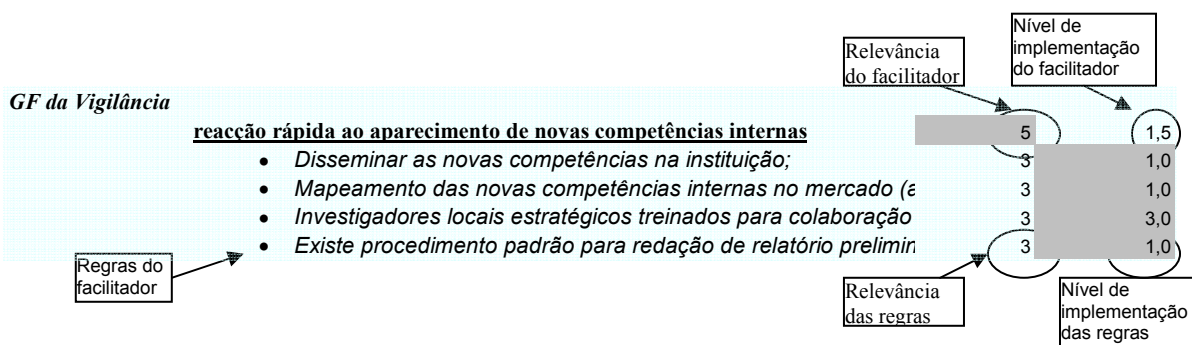 Nível de
implementação
do facilitador
Relevância
do facilitador
GF da Vigilância
reacção rápida ao aparecimento de novas competências internas 5 1,5
• Disseminar as novas competências na instituição; 3 1,0
• Mapeamento das novas competências internas no mercado (a 3 1,0
• Investigadores locais estratégicos treinados para colaboração 3 3,0
• Existe procedimento padrão para redação de relatório prelimin 3 1,0
Regras do
facilitador
Relevância
das regras
Nível de
implementação
das regras